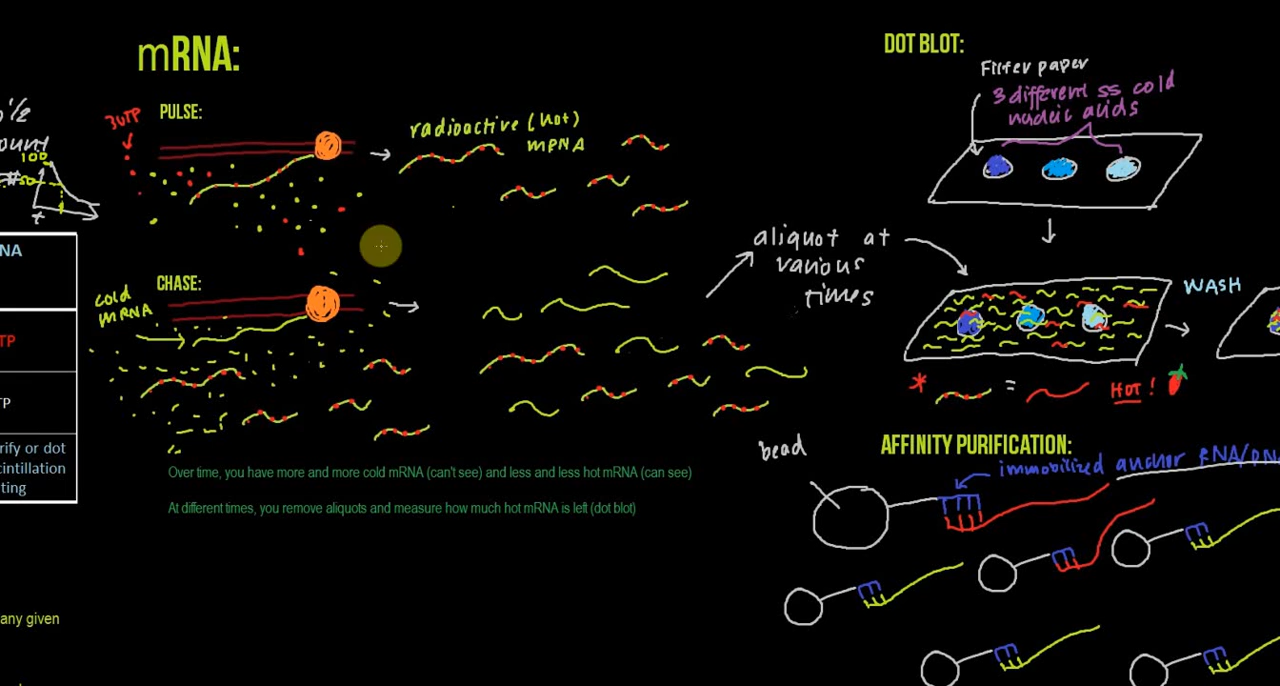 mRNA:
PULSE:
3UTP
radioactive (hot)
mRNA
CHASE:
cold
mRNA
Over time, you have more and more cold mRNA (can't see) and less and less hot mRNA (can see)
At different times, you remove aliquots and measure how much hot mRNA is left (dot blot)
aliquot at
various
times
DOT BLOT:
Filter paper
3 different ss cold
nucleic acids
WASH
* = HOT!
AFFINITY PURIFICATION:
bead
immobilized anchor RNA/DNA
ount
100
50
t
NA
TP
TP
rify or dot
cintillation
ting
any given